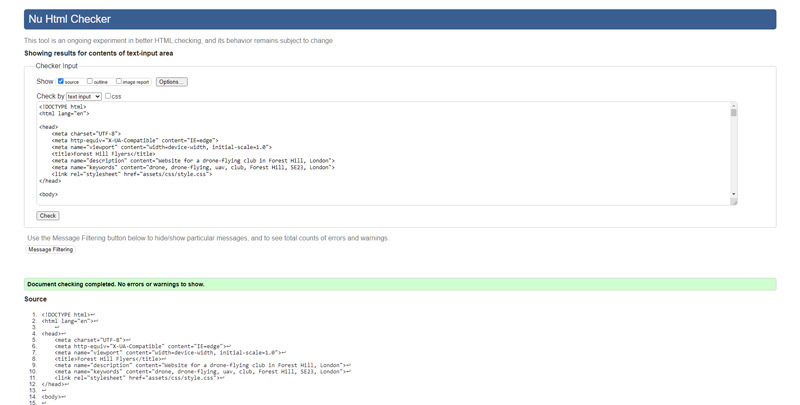 Nu Html Checker
This tool is an ongoing experiment in better HTML checking, and its behavior remains subject to change
Showing results for contents of text-input area
Checker Input
Show source outline image report Options...
Check by text input css
<!DOCTYPE html>
<html lang="en">
<head>
<meta charset="UTF-8">
<meta http-equiv="X-UA-Compatible" content="IE=edge">
<meta name="viewport" content="width=device-width, initial-scale=1.0">
<title>Forest Hill Flyers</title>
<meta name="description" content="Website for a drone-flying club in Forest Hill, London">
<meta name="keywords" content="drone, drone-flying, uav, club, Forest Hill, SE23, London">
<link rel="stylesheet" href="assets/css/style.css">
</head>
<body>
Check
Use the Message Filtering button below to hide/show particular messages, and to see total counts of errors and warnings.
Message Filtering
Document checking completed. No errors or warnings to show.
Source
1. <!DOCTYPE html>↩
2. <html lang="en">↩
3. ↩
4. <head>↩
5. <meta charset="UTF-8">↩
6. <meta http-equiv="X-UA-Compatible" content="IE=edge">↩
7. <meta name="viewport" content="width=device-width, initial-scale=1.0">↩
8. <title>Forest Hill Flyers</title>↩
9. <meta name="description" content="Website for a drone-flying club in Forest Hill, London">↩
10. <meta name="keywords" content="drone, drone-flying, uav, club, Forest Hill, SE23, London">↩
11. <link rel="stylesheet" href="assets/css/style.css">↩
12. </head>↩
13. ↩
14. <body>↩
15. ↩